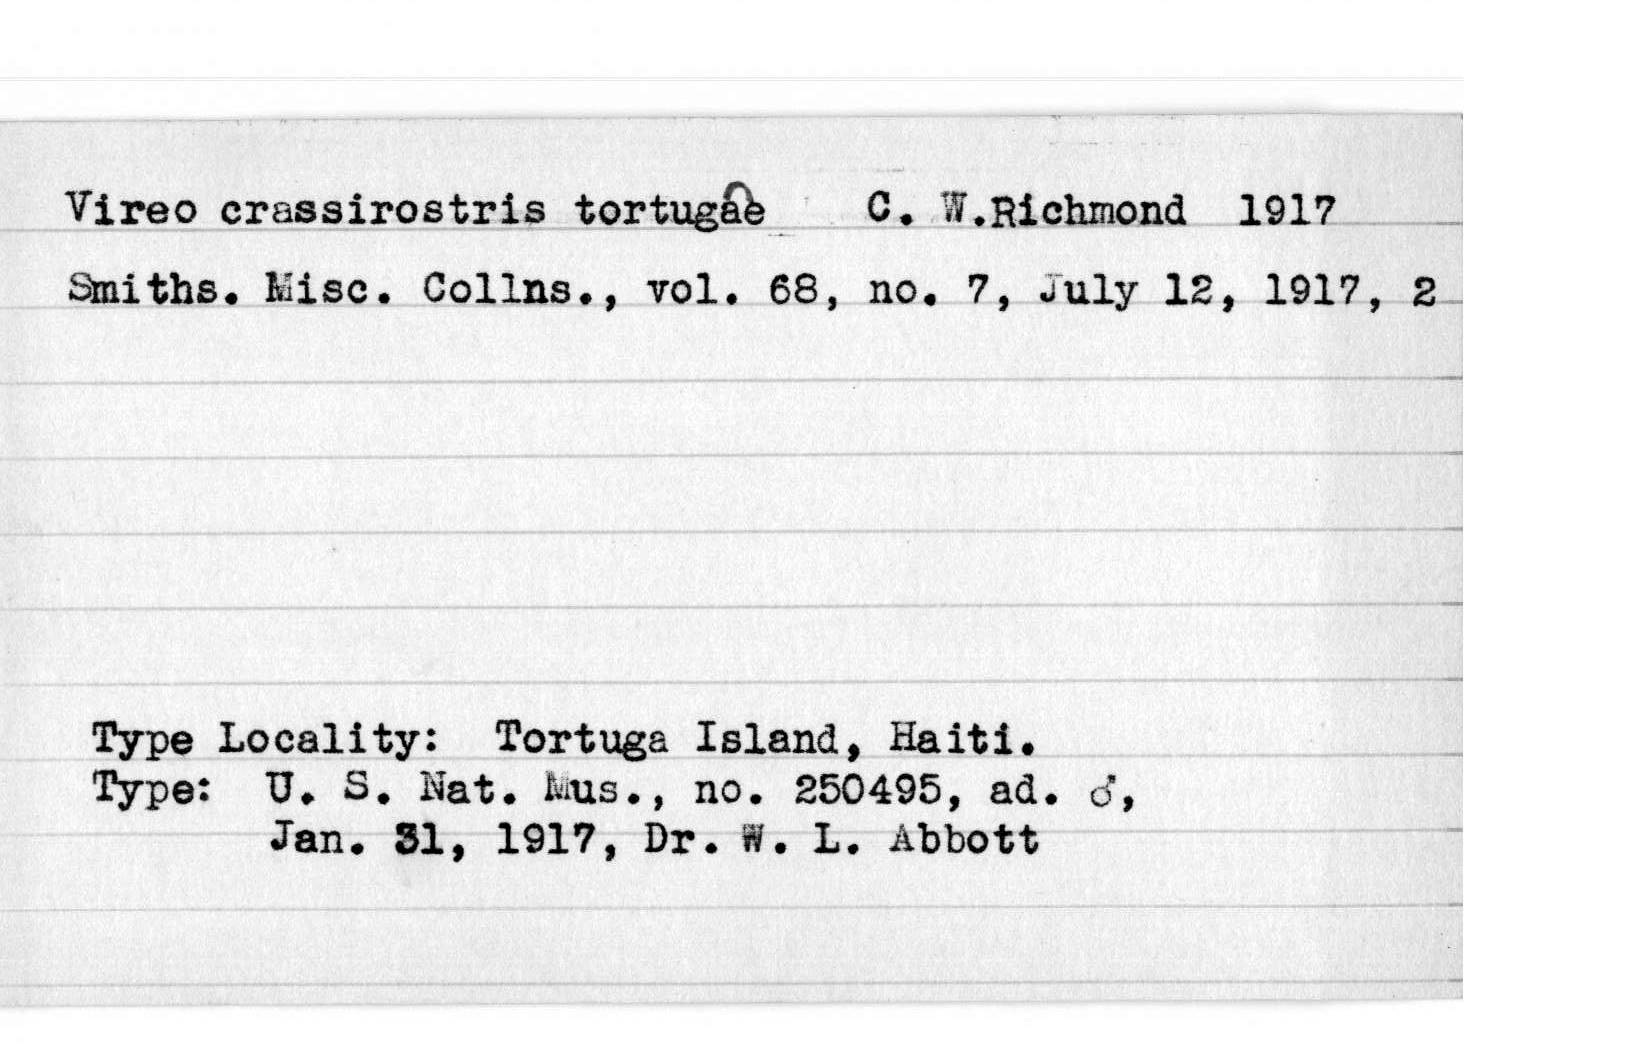 Vireo crassirostris tortugae C. W.Richmond 1917
Smiths. Misc. Collns., vol. 68, no. 7, July 12, 1917, 2
Type Locality: Tortuga Island, Haiti.
Type: U. S. Nat. Mus., no. 250495, ad. ♂,
Jan. 31, 1917, Dr. W. L. Abbott